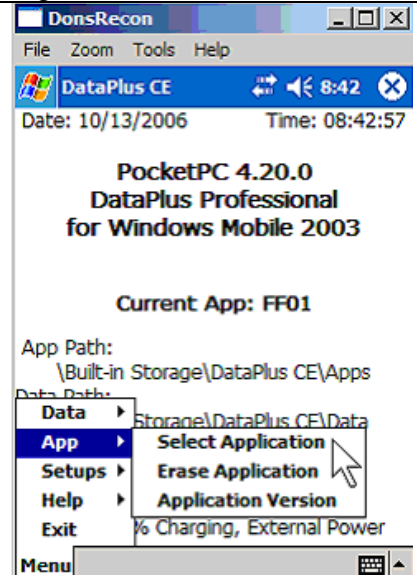 DonsRecon
File Zoom Tools Help
DataPlus CE 8:42
Date: 10/13/2006 Time: 08:42:57
PocketPC 4.20.0
DataPlus Professional
for Windows Mobile 2003
Current App: FF01
App Path:
\Built-in Storage\DataPlus CE\Apps
Data Path:
Storage\DataPlus CE\Data
Data
App
Setups
Help
Exit
Select Application
Erase Application
Application Version
% Charging, External Power
Menu